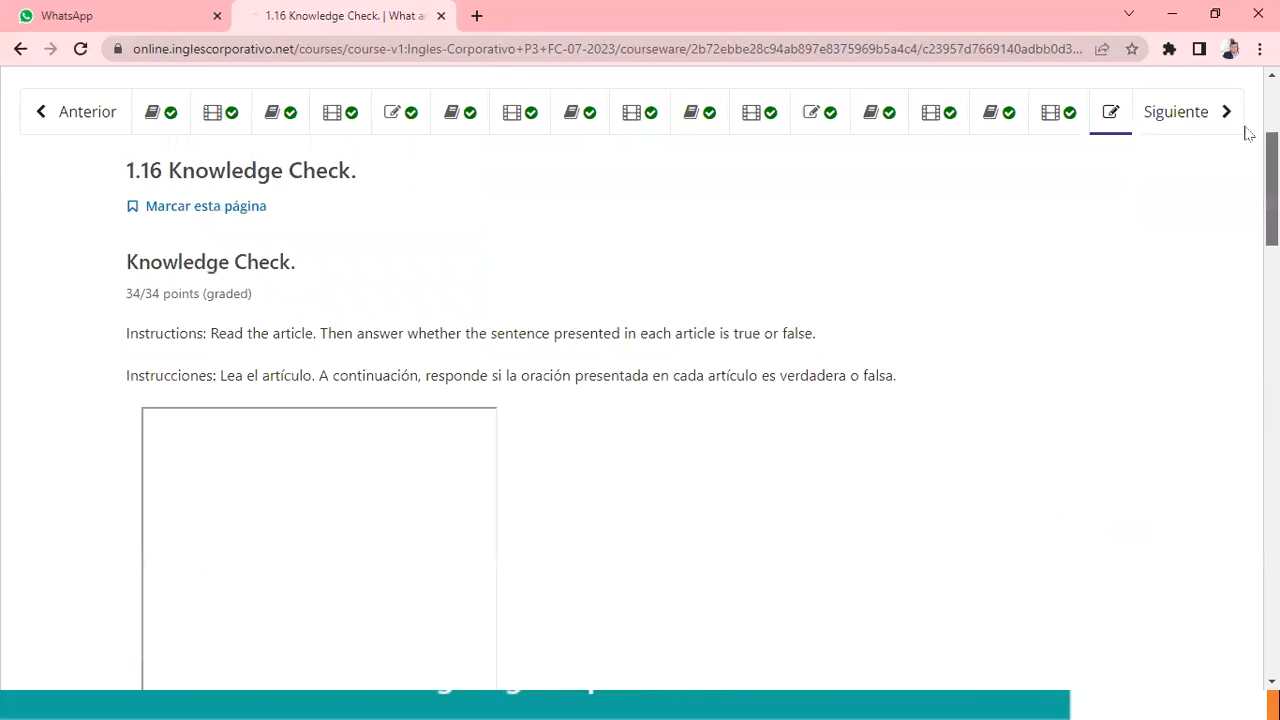 WhatsApp
1.16 Knowledge Check. | What a
online.inglescorporativo.net/courses/course-v1:Ingles-Corporativo+P3+FC-07-2023/courseware/2b72ebbe28c94ab897e8375969b5a4c4/c23957d7669140adbb0d3...
Anterior
Siguiente
1.16 Knowledge Check.
Marcar esta página
Knowledge Check.
34/34 points (graded)
Instructions: Read the article. Then answer whether the sentence presented in each article is true or false.
Instrucciones: Lea el artículo. A continuación, responde si la oración presentada en cada artículo es verdadera o falsa.